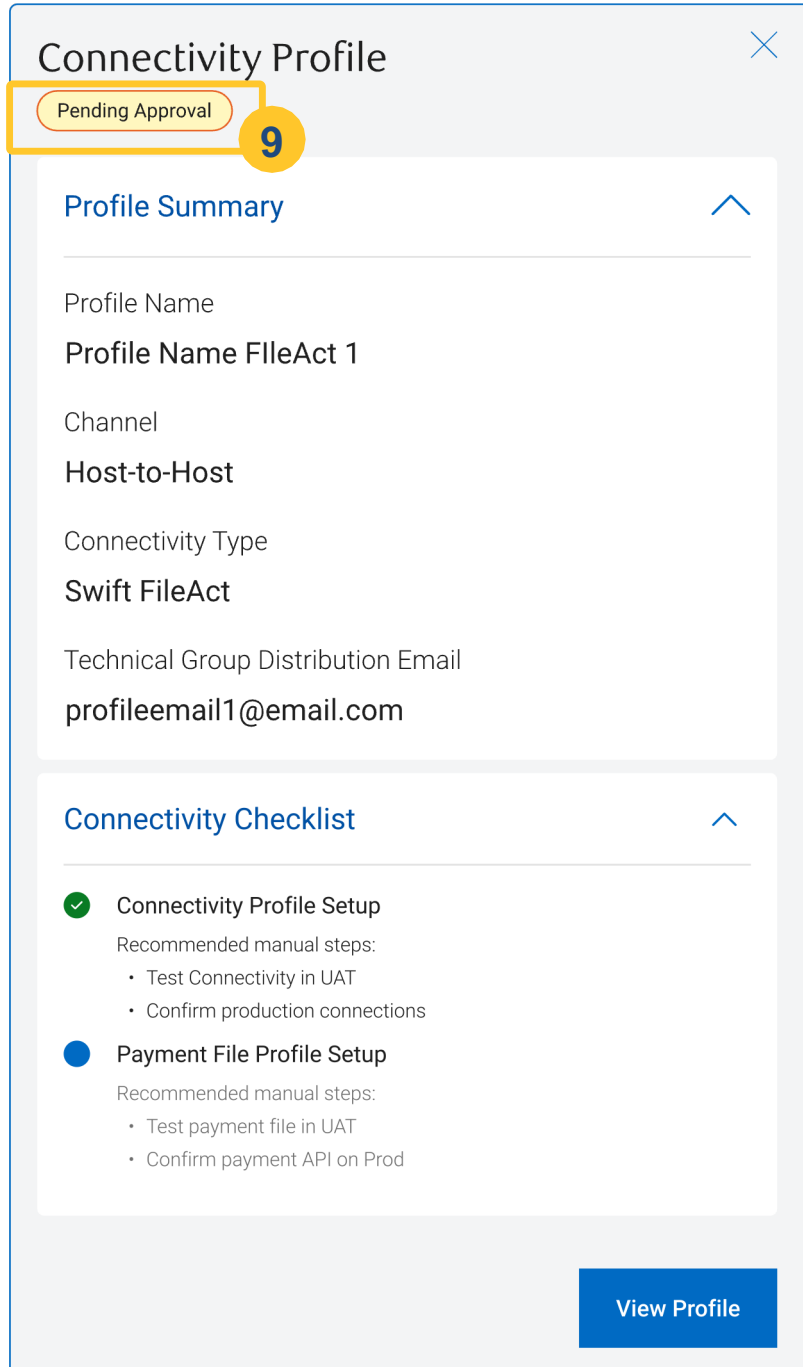 Connectivity Profile
Pending Approval
9
Profile Summary
Profile Name
Profile Name FIleAct 1
Channel
Host-to-Host
Connectivity Type
Swift FileAct
Technical Group Distribution Email
profileemail1@email.com
Connectivity Checklist
Connectivity Profile Setup
Recommended manual steps:
• Test Connectivity in UAT
• Confirm production connections
Payment File Profile Setup
Recommended manual steps:
• Test payment file in UAT
• Confirm payment API on Prod
View Profile